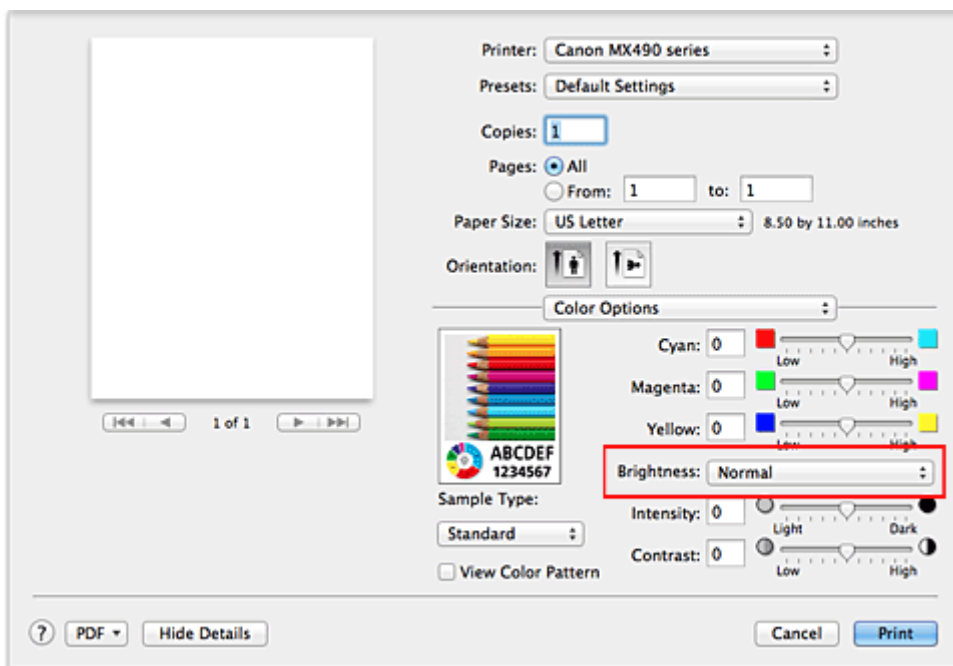 Printer: Canon MX490 series
Presets: Default Settings
Copies: 1
Pages: All
From: 1 to: 1
Paper Size: US Letter 8.50 by 11.00 inches
Orientation:
Color Options
Cyan: 0
Low High
Magenta: 0
Low High
Yellow: 0
Low High
ABCDEF
1234567
Brightness: Normal
Sample Type:
Standard
Intensity: 0
Light Dark
Contrast: 0
Low High
View Color Pattern
1 of 1
? PDF Hide Details Cancel Print